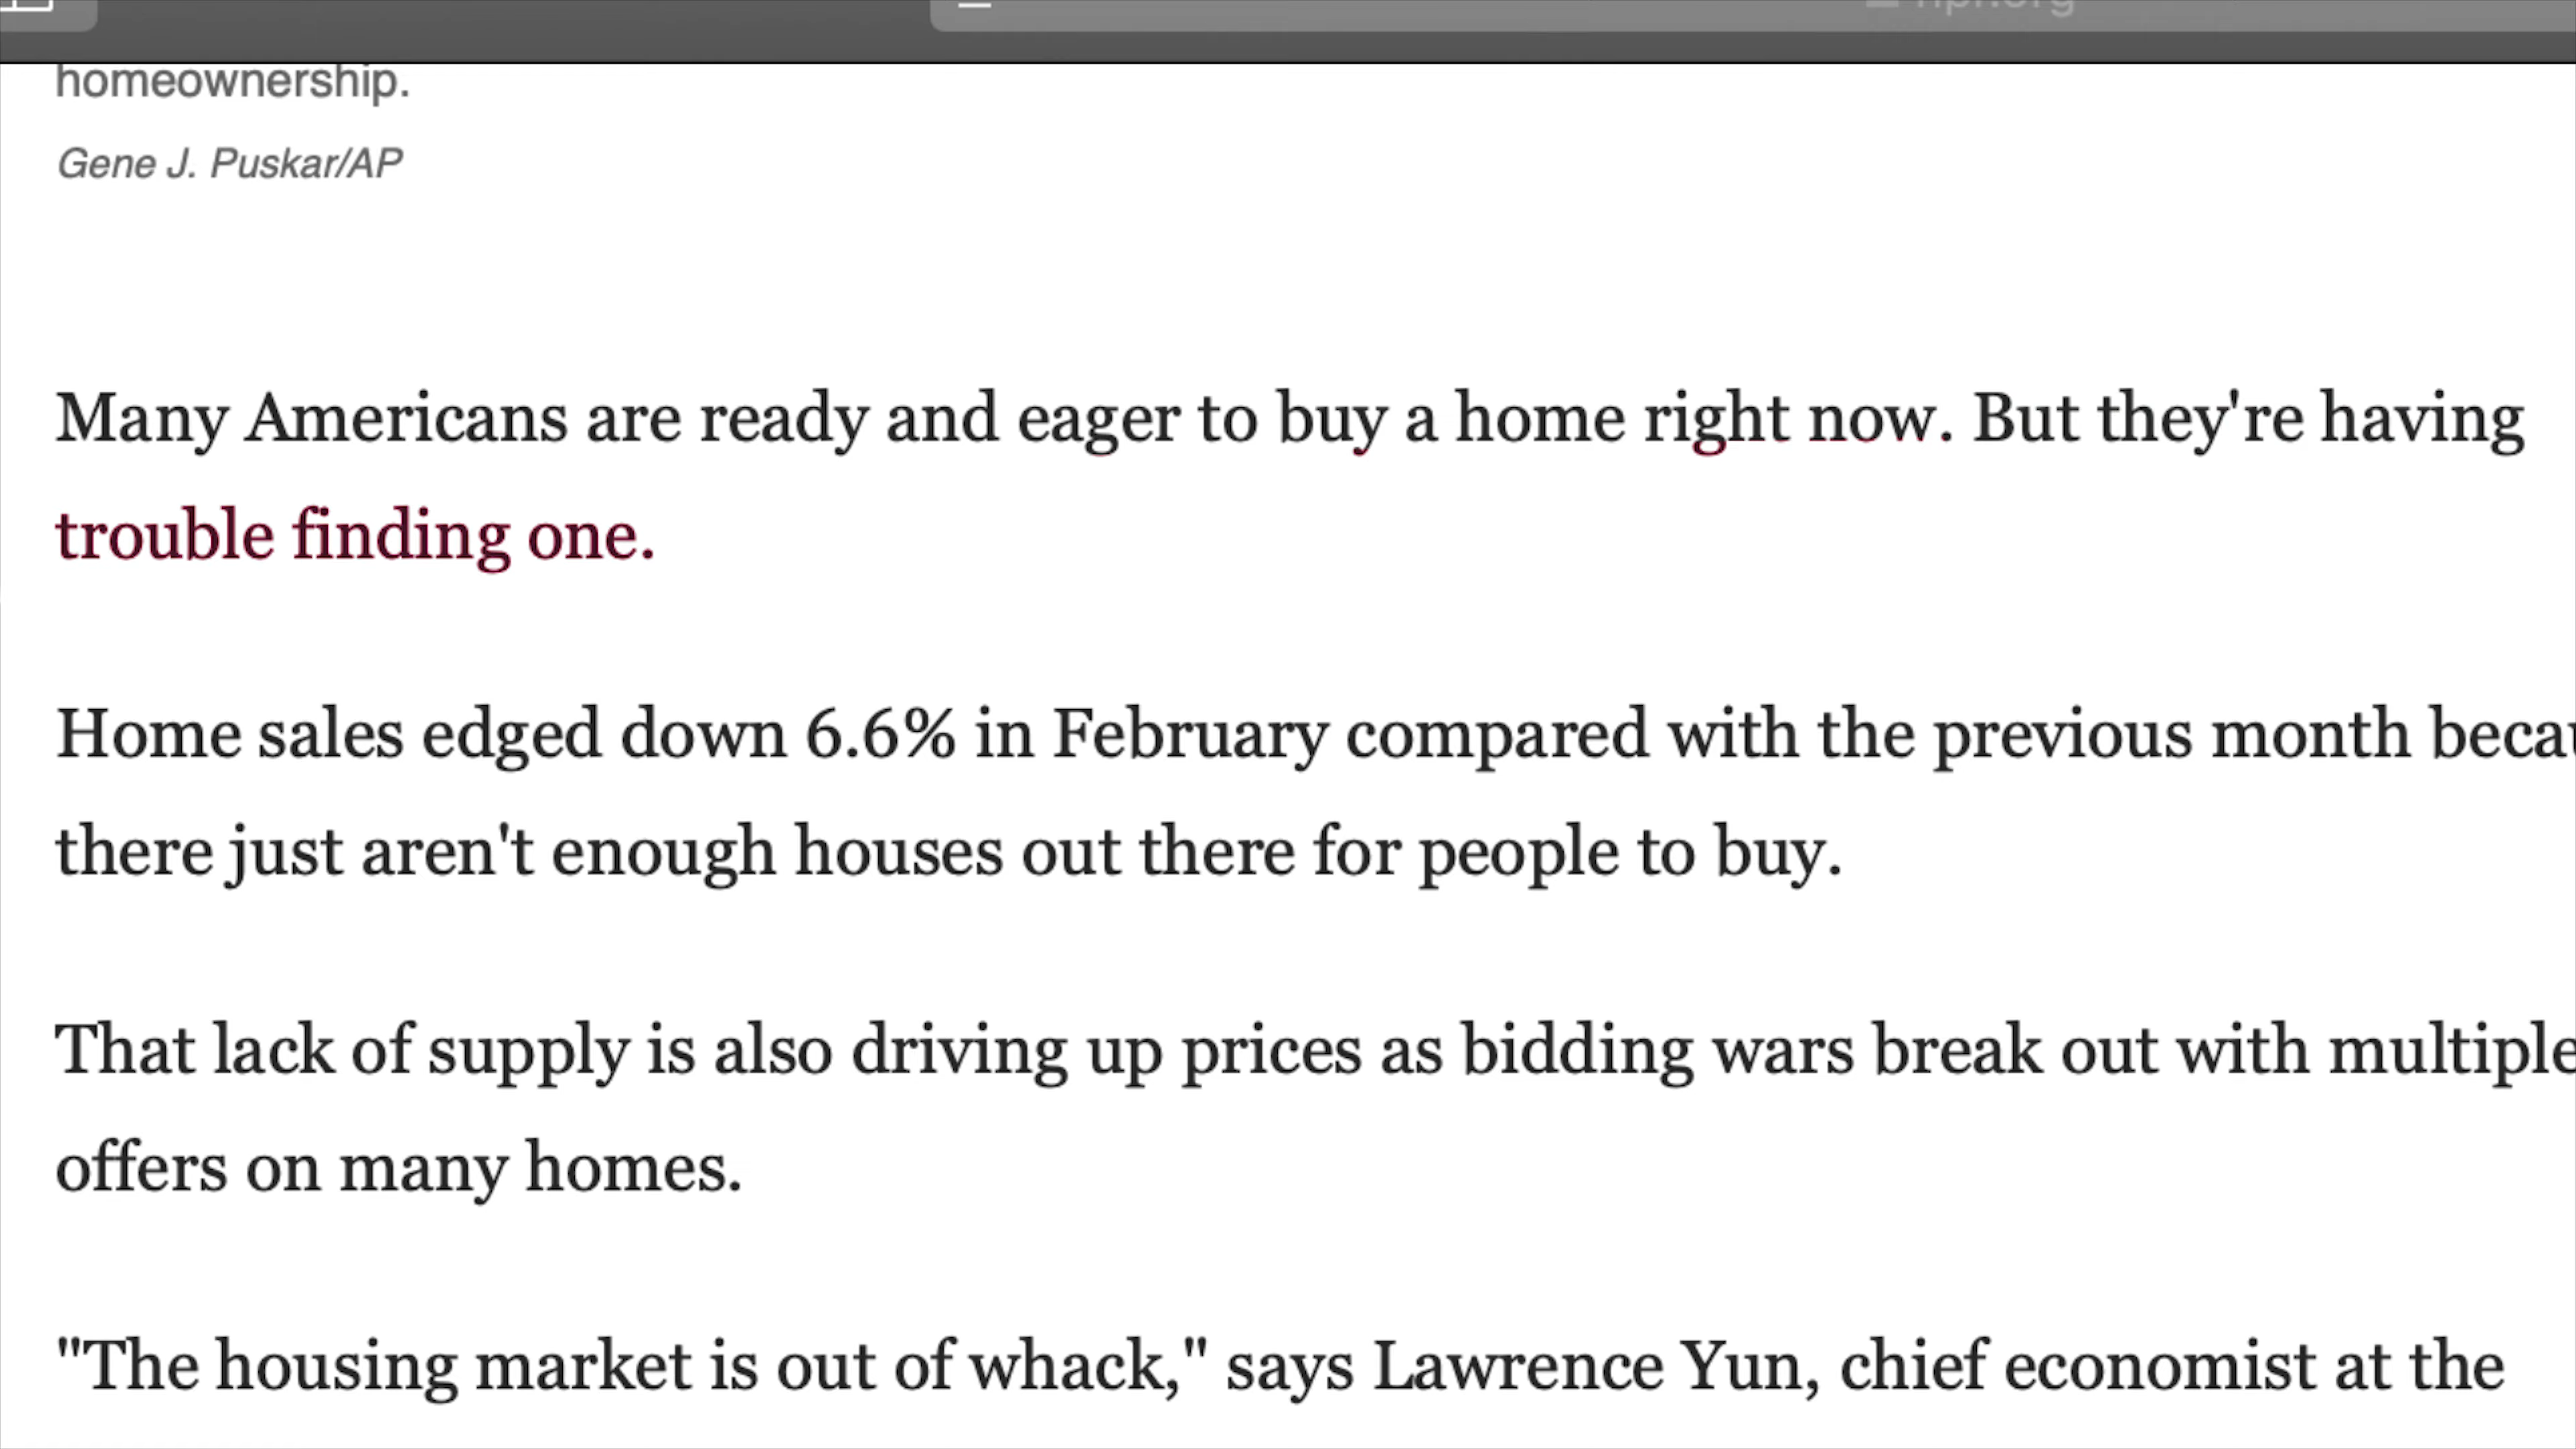 npr.org
homeownership.
Gene J. Puskar/AP
Many Americans are ready and eager to buy a home right now. But they're having
trouble finding one.
Home sales edged down 6.6% in February compared with the previous month becau
there just aren't enough houses out there for people to buy.
That lack of supply is also driving up prices as bidding wars break out with multiple
offers on many homes.
"The housing market is out of whack," says Lawrence Yun, chief economist at the